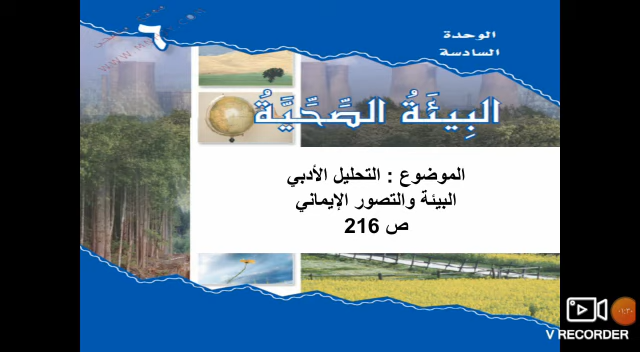 الوحدة
السادسة
٦
البِيئَةُ الصِّحِّيَّةُ
الموضوع : التحليل الأدبي
البيئة والتصور الإيماني
ص 216
V RECORDER